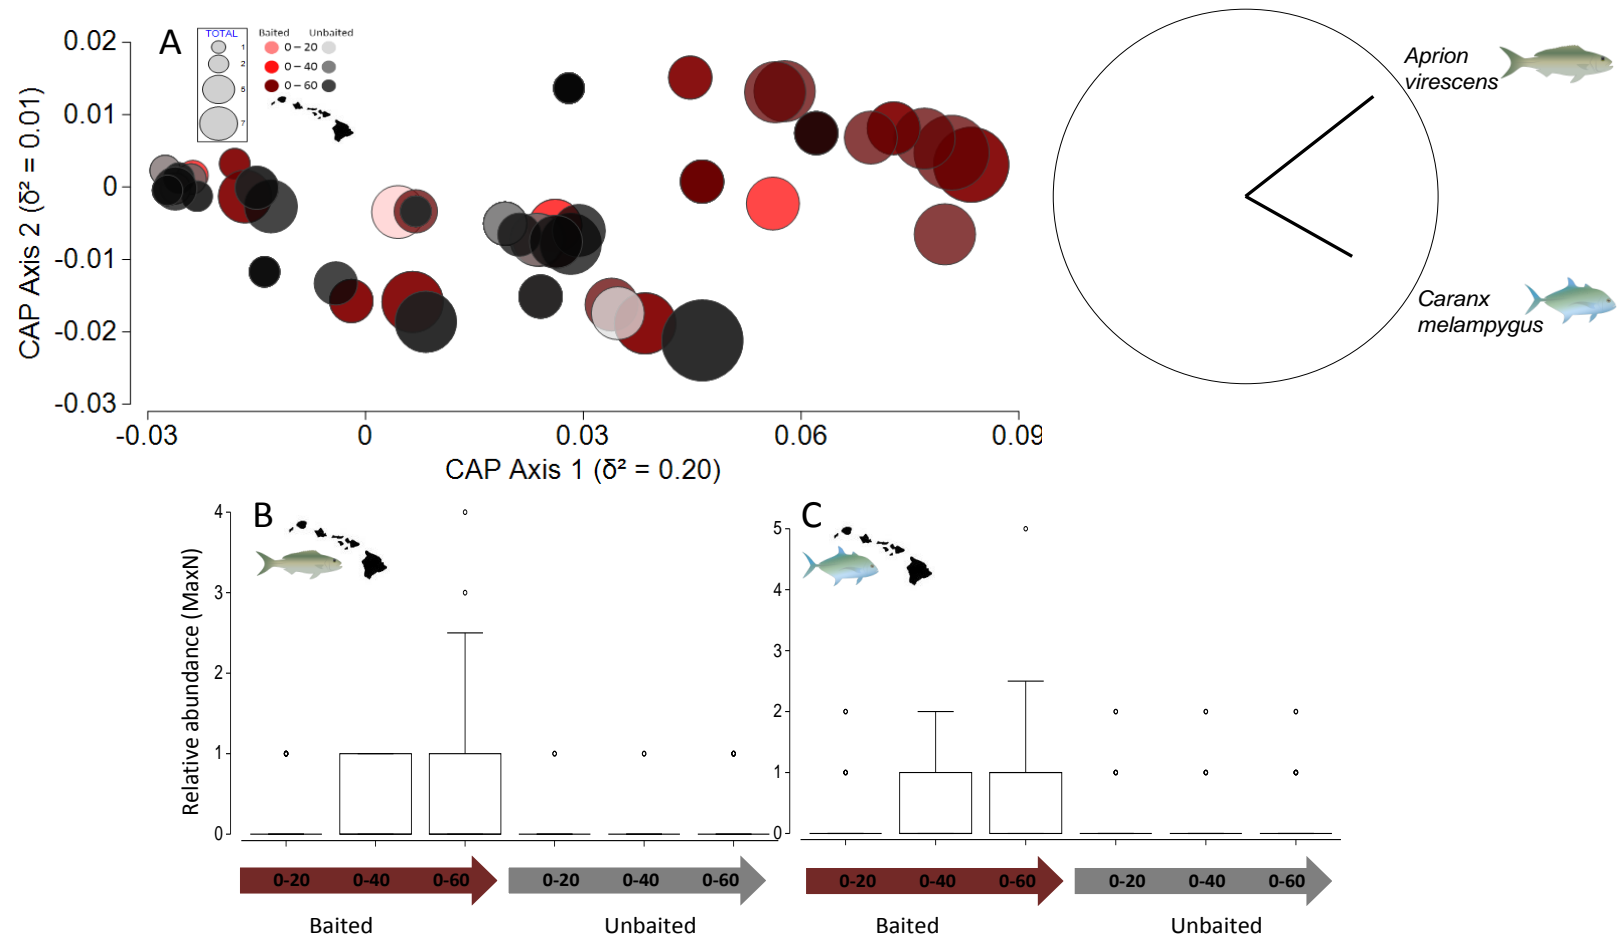 A
TOTAL
1
2
5
7
Baited Unbaited
0 – 20
0 – 40
0 – 60
0.02
0.01
0
-0.01
-0.02
-0.03
CAP Axis 2 (δ² = 0.01)
-0.03 0 0.03 0.06 0.09
CAP Axis 1 (δ² = 0.20)
Aprion
virescens
Caranx
melampygus
B
4
3
2
1
0
Relative abundance (MaxN)
0-20 0-40 0-60 0-20 0-40 0-60
Baited Unbaited
C
5
4
3
2
1
0
0-20 0-40 0-60 0-20 0-40 0-60
Baited Unbaited